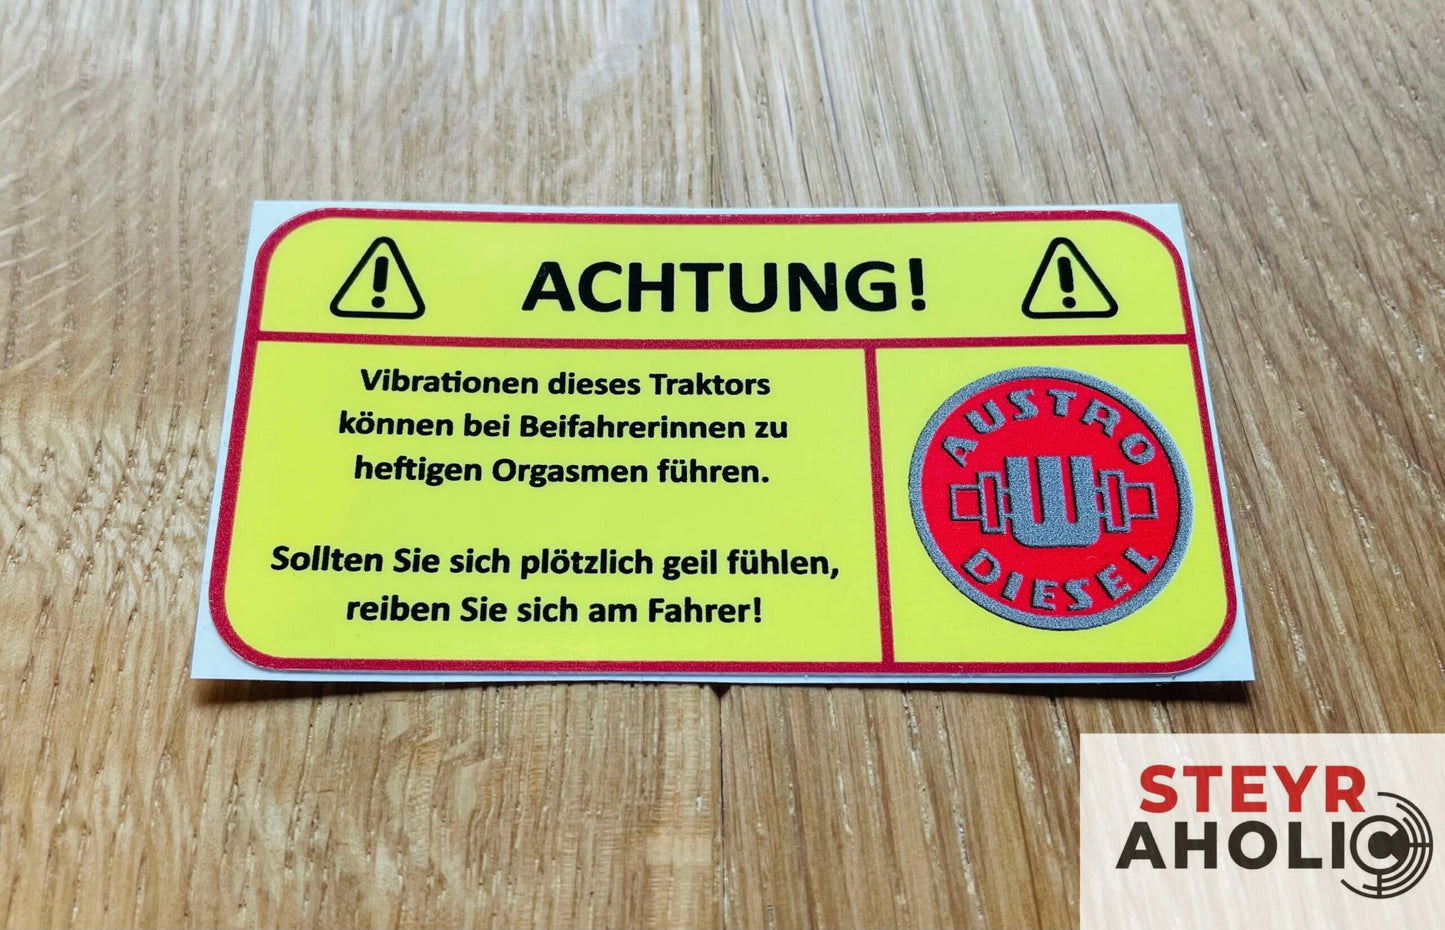 ACHTUNG!
Vibrationen dieses Traktors
können bei Beifahrerinnen zu
heftigen Orgasmen führen.
Sollten Sie sich plötzlich geil fühlen,
reiben Sie sich am Fahrer!
AUSTRO
W
DIESEL
STEYR
AHOLIC